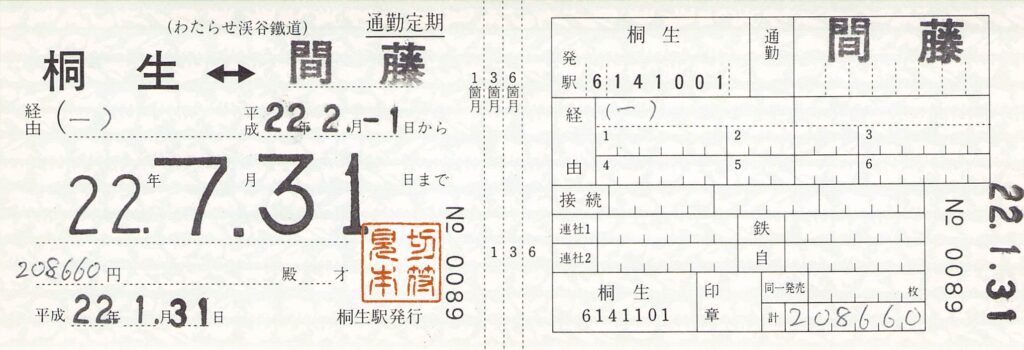 (わたらせ渓谷鐵道)
通勤定期
桐生 ↔ 間藤
経由 (一)
平成 22年 2.月 -1日から
22.年 7.月 31日まで
№ 0089
切符見本
208660円
殿 才
平成 22年 1.月 31日
桐生駅発行
1箇月 3箇月 6箇月
1 3 6
桐生
発駅 6141001
通勤 間藤
経由 (一)
1 2 3
4 5 6
接続
連社1 鉄
連社2 自
桐生
6141101
印章
同一発売 枚
計 208660
№ 0089
22.1.31